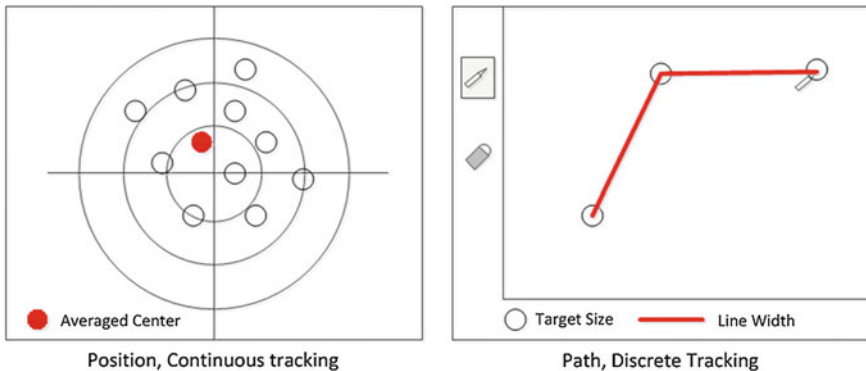 Averaged Center
Position, Continuous tracking
Target Size
Line Width
Path, Discrete Tracking